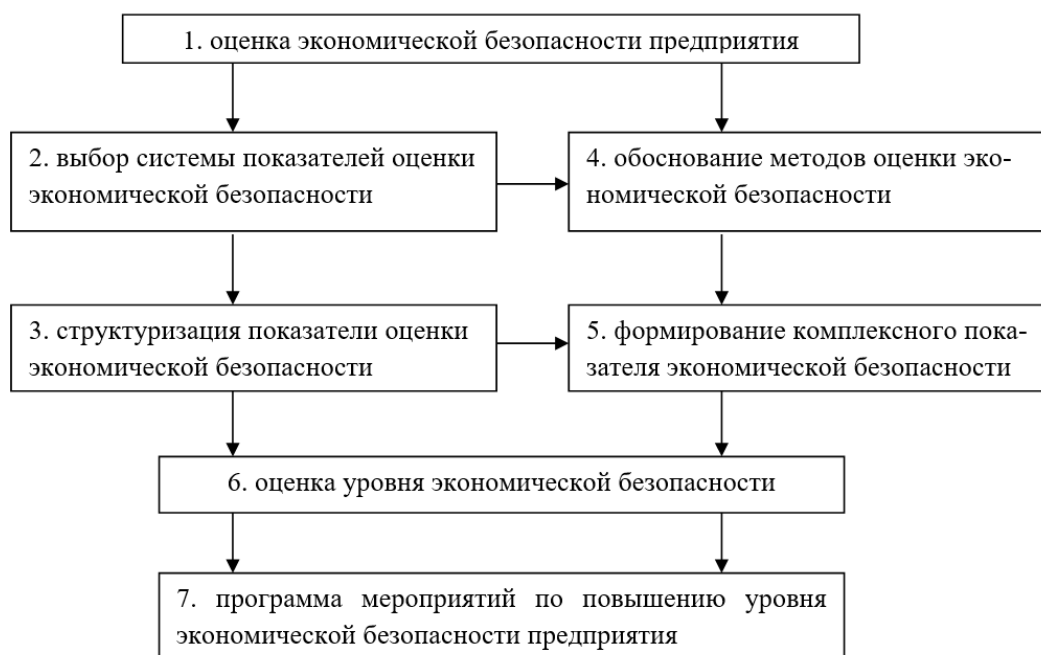 1. оценка экономической безопасности предприятия
2. выбор системы показателей оценки
экономической безопасности
4. обоснование методов оценки эко-
номической безопасности
3. структуризация показатели оценки
экономической безопасности
5. формирование комплексного пока-
зателя экономической безопасности
6. оценка уровня экономической безопасности
7. программа мероприятий по повышению уровня
экономической безопасности предприятия